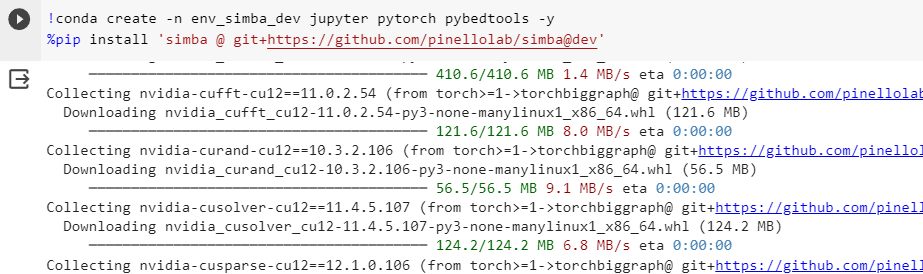 !conda create -n env_simba_dev jupyter pytorch pybedtools -y
%pip install 'simba @ git+https://github.com/pinellolab/simba@dev'
410.6/410.6 MB 1.4 MB/s eta 0:00:00
Collecting nvidia-cufft-cu12==11.0.2.54 (from torch>=1->torchbiggraph@ git+https://github.com/pinellolab
Downloading nvidia_cufft_cu12-11.0.2.54-py3-none-manylinux1_x86_64.whl (121.6 MB)
121.6/121.6 MB 8.0 MB/s eta 0:00:00
Collecting nvidia-curand-cu12==10.3.2.106 (from torch>=1->torchbiggraph@ git+https://github.com/pinell
Downloading nvidia_curand_cu12-10.3.2.106-py3-none-manylinux1_x86_64.whl (56.5 MB)
56.5/56.5 MB 9.1 MB/s eta 0:00:00
Collecting nvidia-cusolver-cu12==11.4.5.107 (from torch>=1->torchbiggraph@ git+https://github.com/pinell
Downloading nvidia_cusolver_cu12-11.4.5.107-py3-none-manylinux1_x86_64.whl (124.2 MB)
124.2/124.2 MB 6.8 MB/s eta 0:00:00
Collecting nvidia-cusparse-cu12==12.1.0.106 (from torch>=1->torchbiggraph@ git+https://github.com/pinell